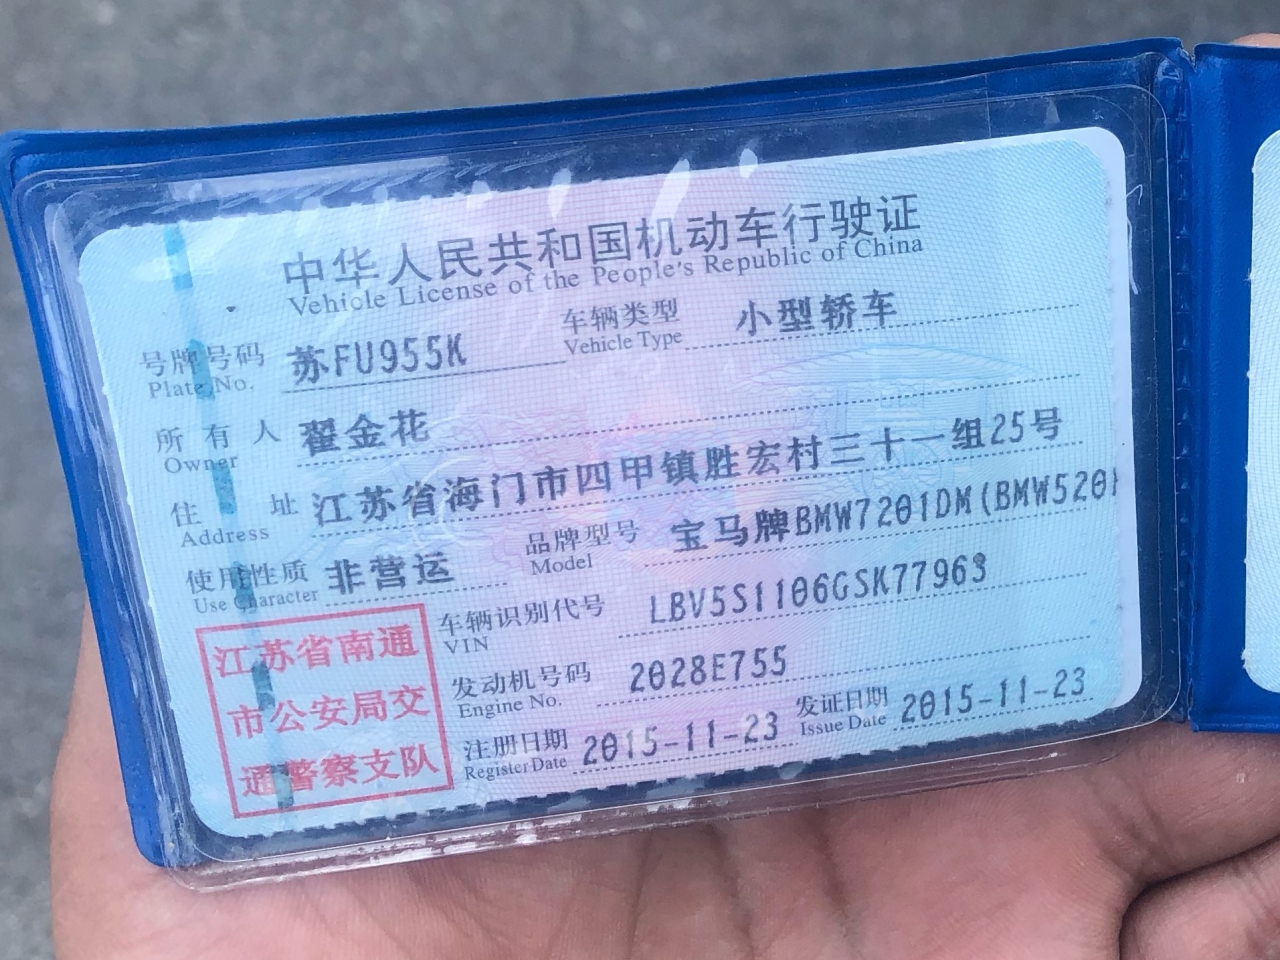 中华人民共和国机动车行驶证
Vehicle License of the People's Republic of China
号牌号码 苏FU955K 车辆类型 小型轿车
Plate No. Vehicle Type
所有人 翟金花
Owner
住址 江苏省海门市四甲镇胜宏村三十一组25号
Address
使用性质 非营运 品牌型号 宝马牌BMW7201DM(BMW520)
Use Character Model
车辆识别代号 LBV5S1106GSK77963
VIN
发动机号码 2028E755
Engine No.
注册日期 2015-11-23 发证日期 2015-11-23
Register Date Issue Date
江苏省南通
市公安局交
通警察支队